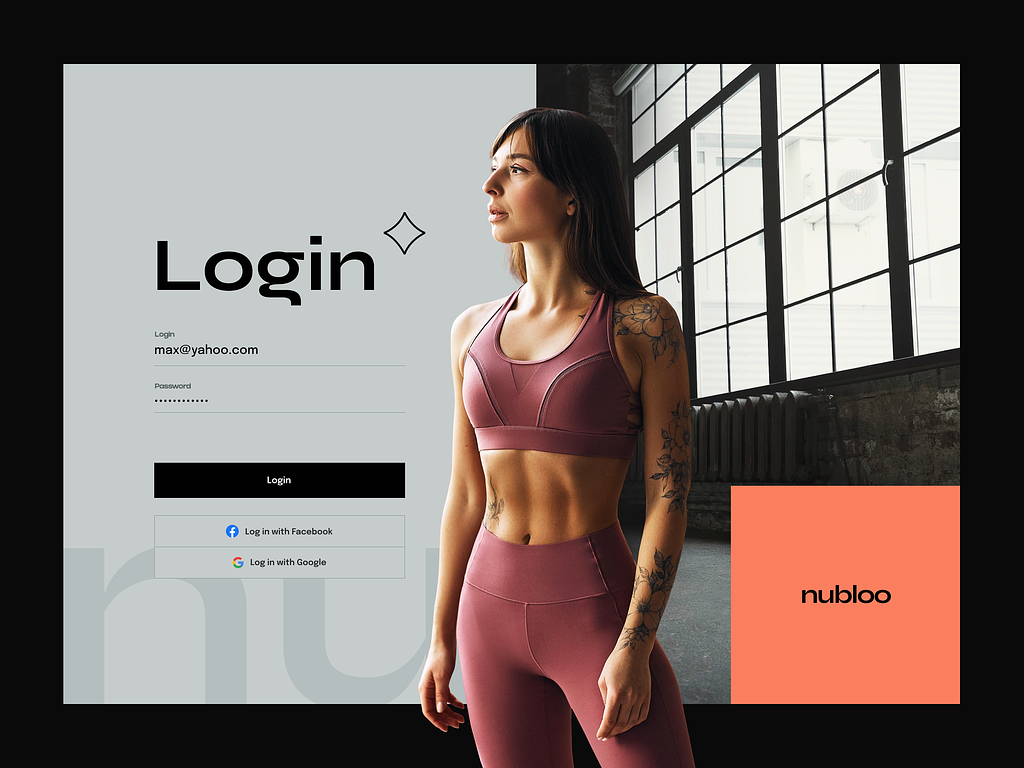 Login
Login
max@yahoo.com
Password
••••••••••••
Login
Log in with Facebook
Log in with Google
nu
nubloo